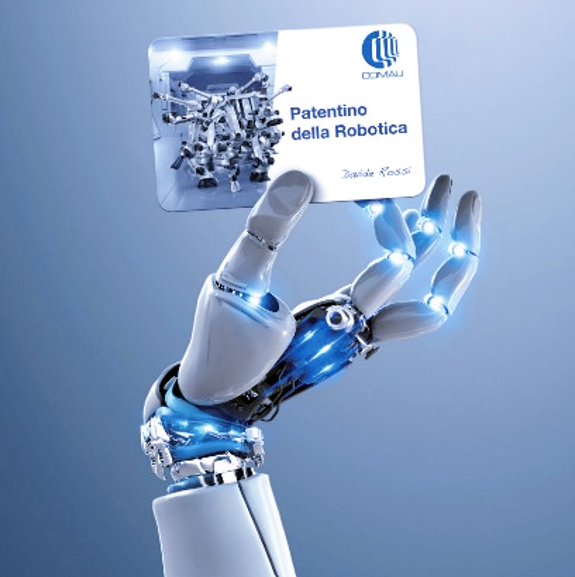 COMAU
Patentino
della Robotica
Davide Rossi